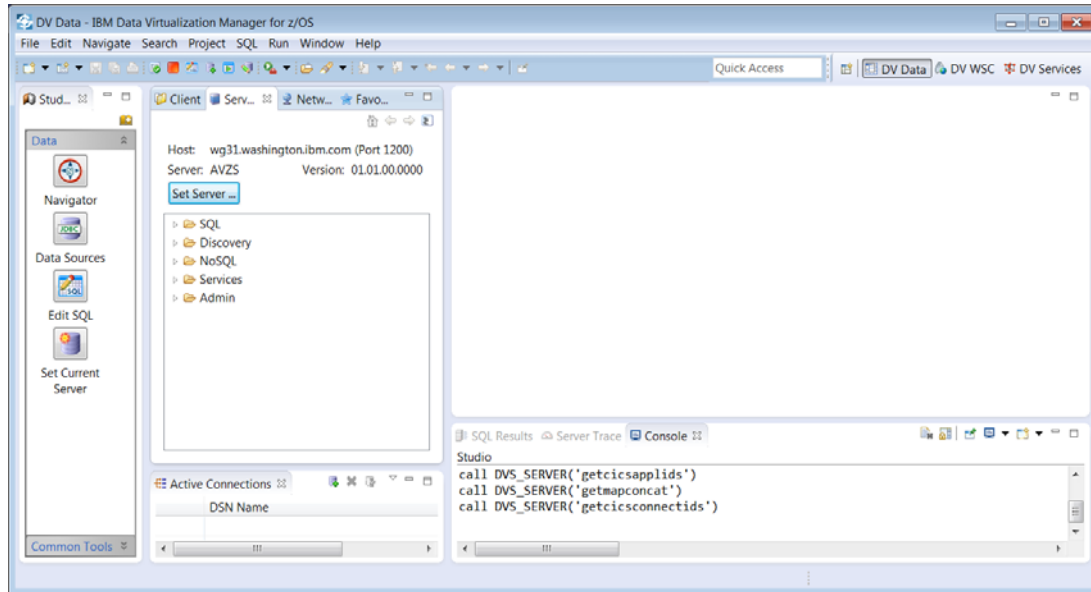 DV Data - IBM Data Virtualization Manager for z/OS
File Edit Navigate Search Project SQL Run Window Help
Quick Access
DV Data DV WSC DV Services
Stud...
Data
Navigator
JDBC
Data Sources
SQL
Edit SQL
Set Current
Server
Common Tools
Client Serv... Netw... Favo...
Host: wg31.washington.ibm.com (Port 1200)
Server: AVZS Version: 01.01.00.0000
Set Server ...
SQL
Discovery
NoSQL
Services
Admin
Active Connections
DSN Name
SQL Results Server Trace Console
Studio
call DVS_SERVER('getcicsapplids')
call DVS_SERVER('getmapconcat')
call DVS_SERVER('getcicsconnectids')